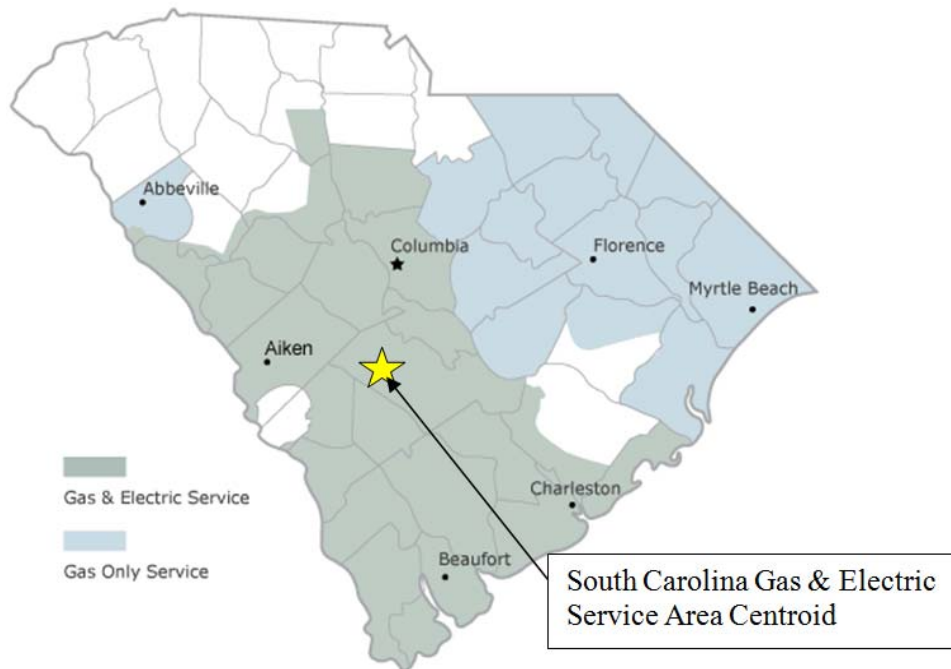 Abbeville
Columbia
Florence
Myrtle Beach
Aiken
Gas & Electric Service
Charleston
Gas Only Service
Beaufort
South Carolina Gas & Electric
Service Area Centroid